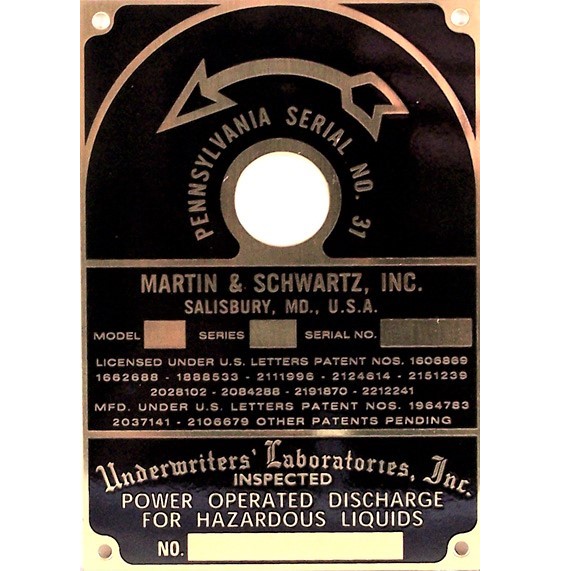 PENNSYLVANIA SERIAL NO. 31
MARTIN & SCHWARTZ, INC.
SALISBURY, MD., U.S.A.
MODEL SERIES SERIAL NO.
LICENSED UNDER U.S. LETTERS PATENT NOS. 1606869
1662688 - 1888533 - 2111996 - 2124614 - 2151239
2028102 - 2084288 - 2191870 - 2212241
MFD. UNDER U.S. LETTERS PATENT NOS. 1964783
2037141 - 2106679 OTHER PATENTS PENDING
Underwriters' Laboratories, Inc.
INSPECTED
POWER OPERATED DISCHARGE
FOR HAZARDOUS LIQUIDS
NO.